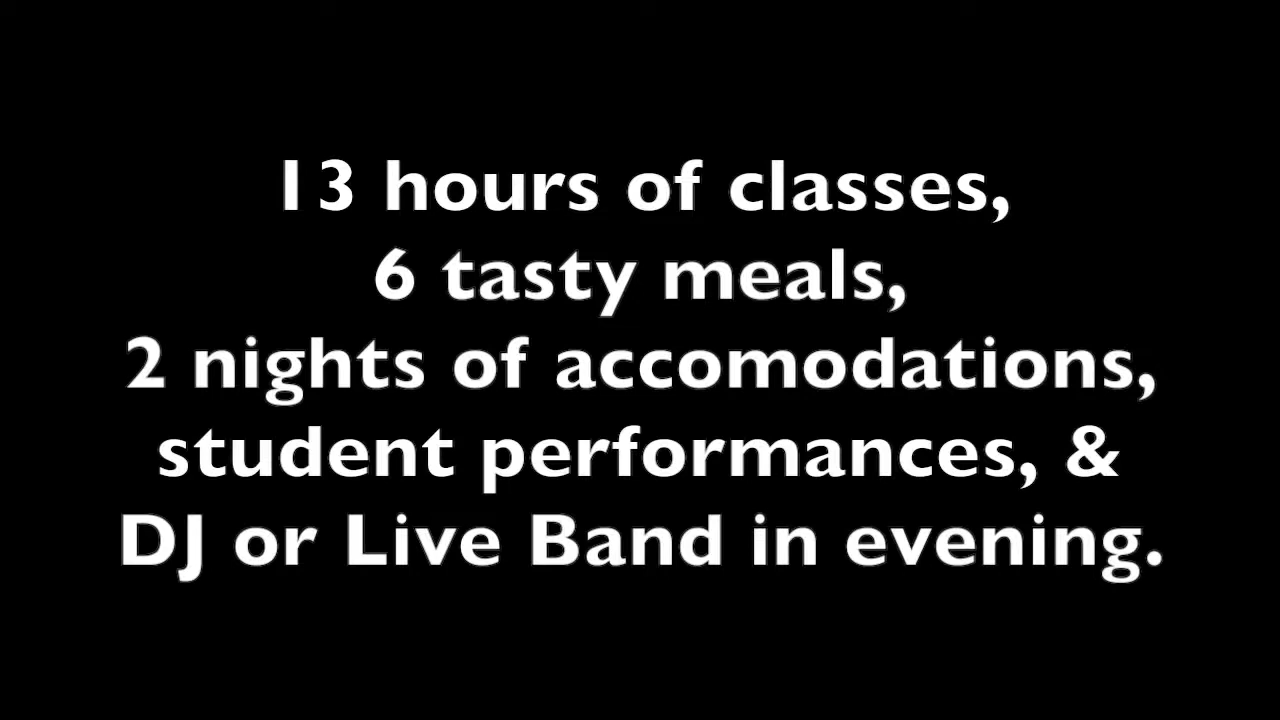 13 hours of classes,
6 tasty meals,
2 nights of accomodations,
student performances, &
DJ or Live Band in evening.